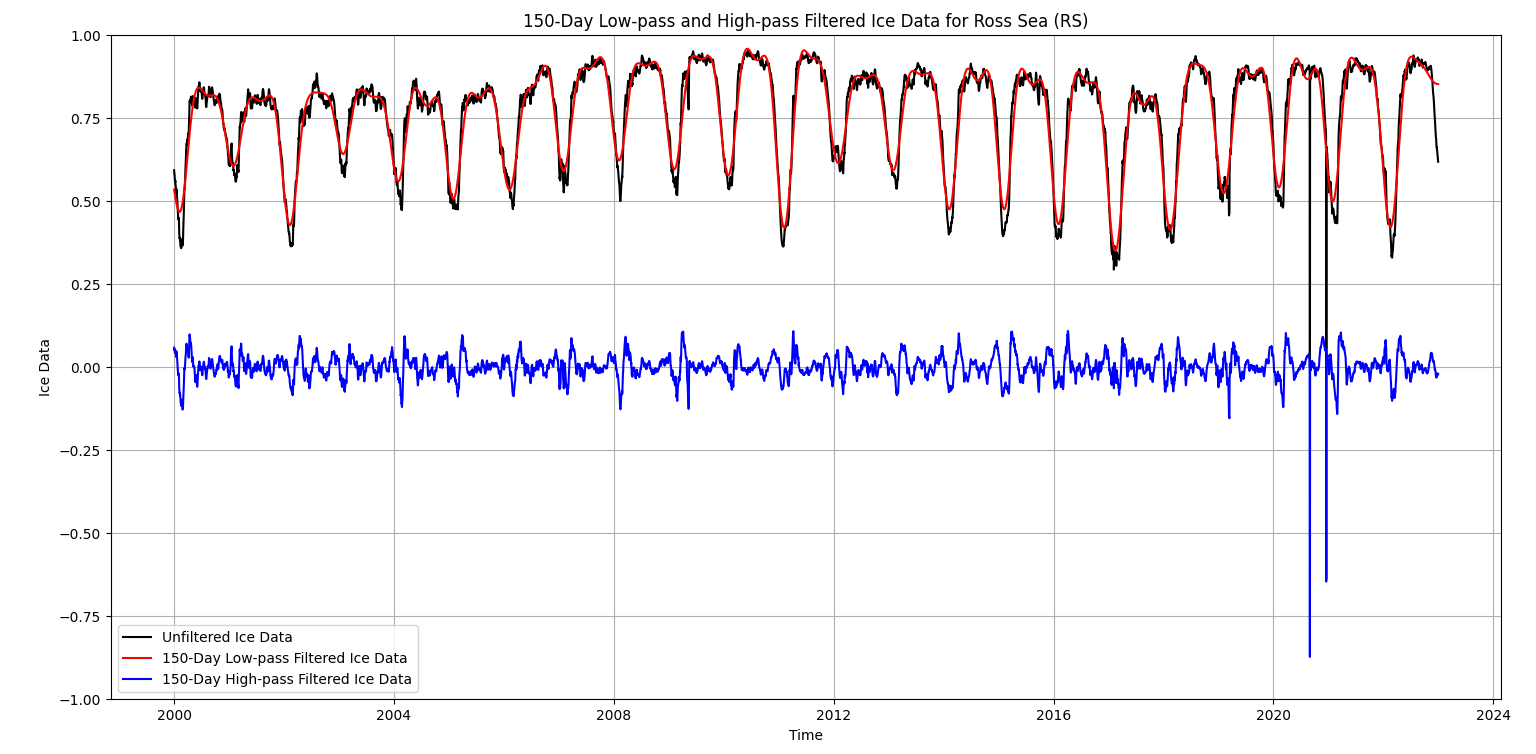 150-Day Low-pass and High-pass Filtered Ice Data for Ross Sea (RS)
1.00
0.75
0.50
0.25
0.00
−0.25
−0.50
−0.75
−1.00
Ice Data
Unfiltered Ice Data
150-Day Low-pass Filtered Ice Data
150-Day High-pass Filtered Ice Data
2000 2004 2008 2012 2016 2020 2024
Time